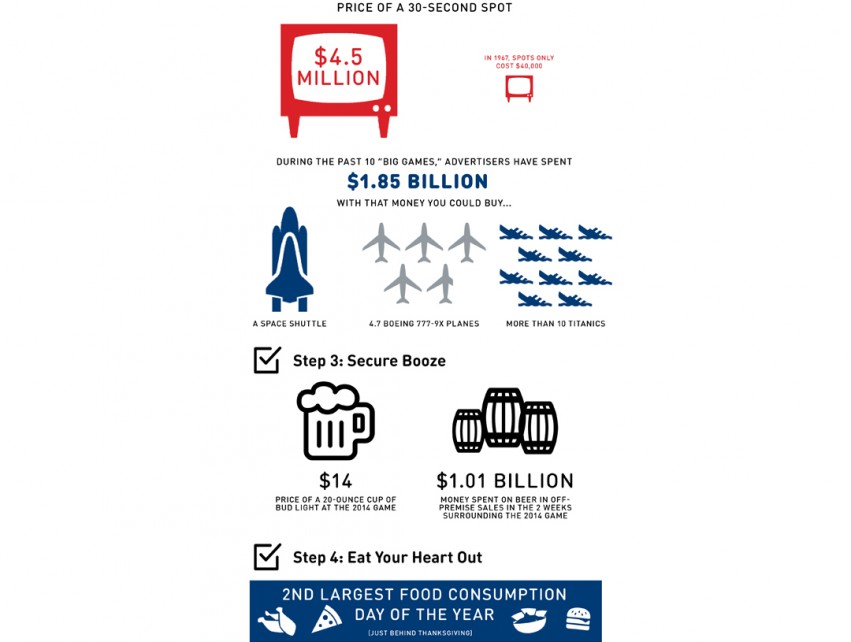 PRICE OF A 30-SECOND SPOT
$4.5
MILLION
IN 1967, SPOTS ONLY
COST $40,000
DURING THE PAST 10 "BIG GAMES," ADVERTISERS HAVE SPENT
$1.85 BILLION
WITH THAT MONEY YOU COULD BUY...
A SPACE SHUTTLE
4.7 BOEING 777-9X PLANES
MORE THAN 10 TITANICS
Step 3: Secure Booze
$14
PRICE OF A 20-OUNCE CUP OF
BUD LIGHT AT THE 2014 GAME
$1.01 BILLION
MONEY SPENT ON BEER IN OFF-
PREMISE SALES IN THE 2 WEEKS
SURROUNDING THE 2014 GAME
Step 4: Eat Your Heart Out
2ND LARGEST FOOD CONSUMPTION
DAY OF THE YEAR
(JUST BEHIND THANKSGIVING)